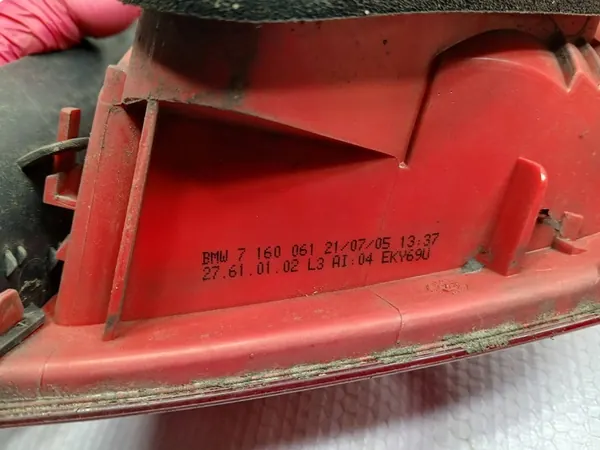 BMW 7 160 061 21/07/05 13:37
27.61.01.02 L3 AI:04 EKY69U